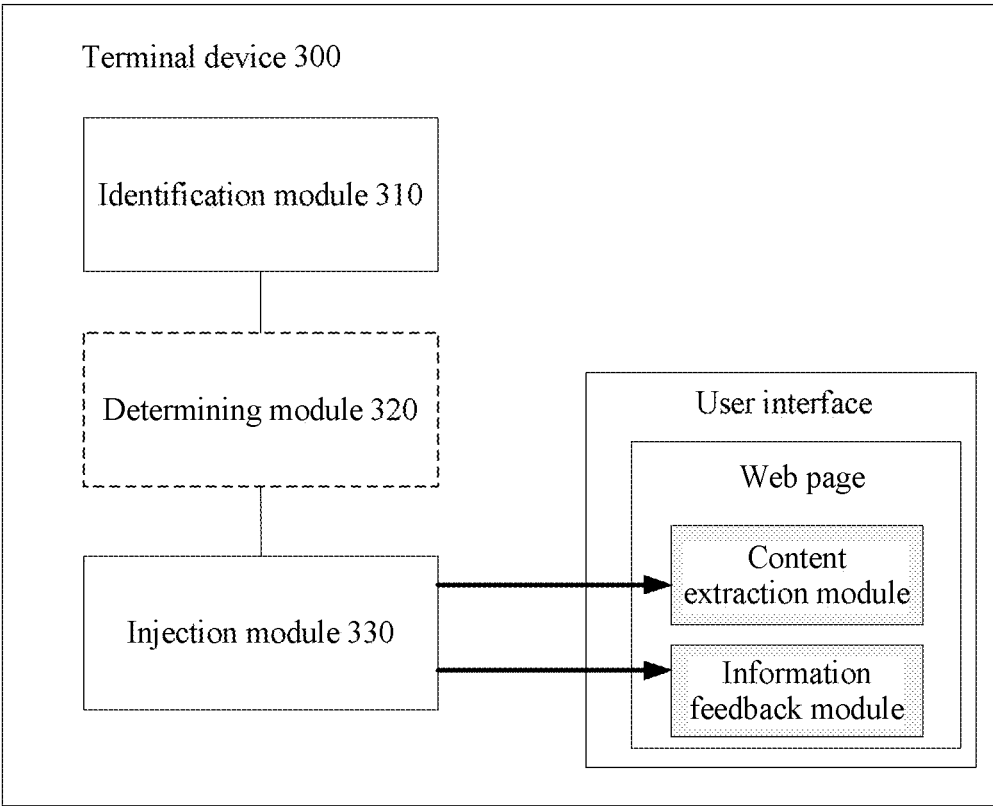 Terminal device 300
Identification module 310
Determining module 320
Injection module 330
User interface
Web page
Content
extraction module
Information
feedback module